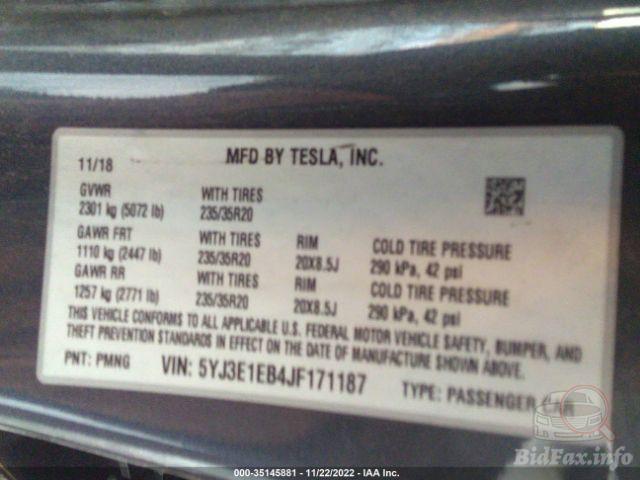 MFD BY TESLA, INC.
11/18
GVWR WITH TIRES
2301 kg (5072 lb) 235/35R20
GAWR FRT WITH TIRES RIM COLD TIRE PRESSURE
1110 kg (2447 lb) 235/35R20 20X8.5J 290 kPa, 42 psi
GAWR RR WITH TIRES RIM COLD TIRE PRESSURE
1257 kg (2771 lb) 235/35R20 20X8.5J 290 kPa, 42 psi
THIS VEHICLE CONFORMS TO ALL APPLICABLE U.S. FEDERAL MOTOR VEHICLE SAFETY, BUMPER, AND
THEFT PREVENTION STANDARDS IN EFFECT ON THE DATE OF MANUFACTURE SHOWN ABOVE.
PNT: PMNG VIN: 5YJ3E1EB4JF171187 TYPE: PASSENGER CAR
BidFax.info
000-35145881 - 11/22/2022 - IAA Inc.